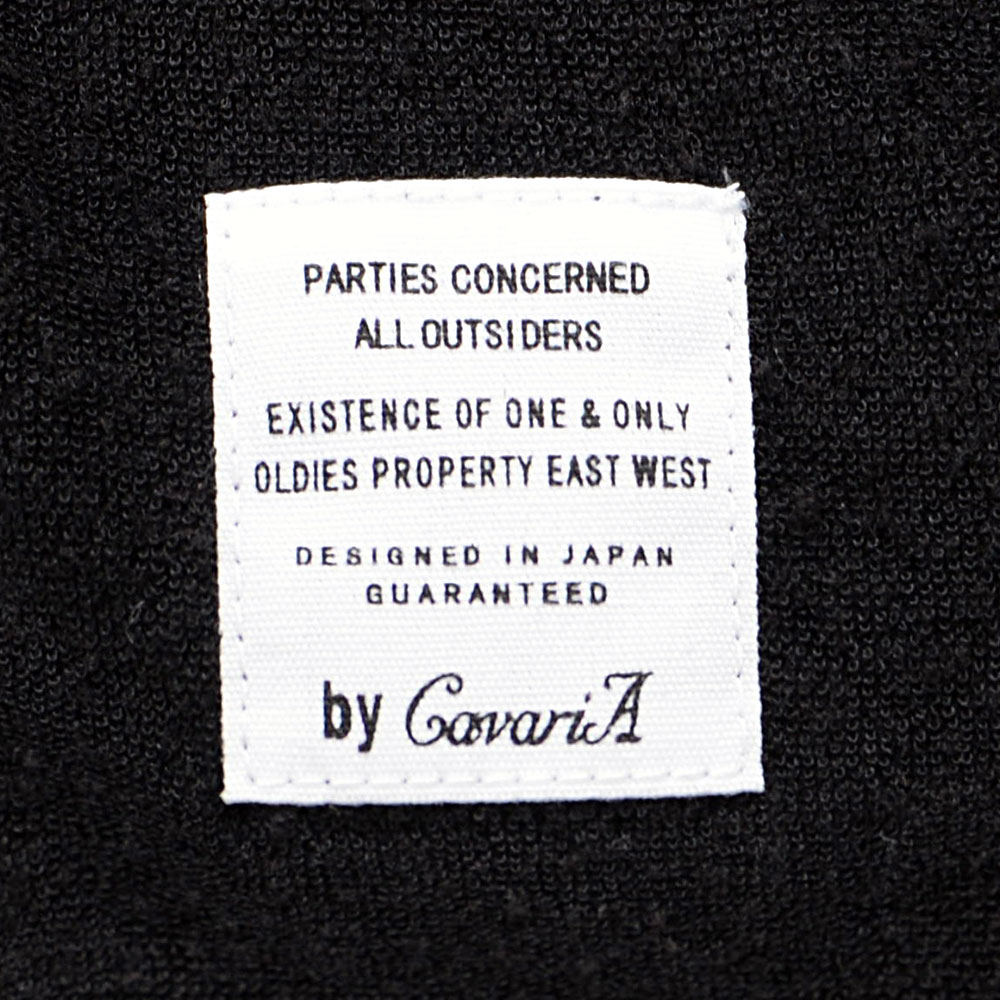 PARTIES CONCERNED
ALL OUTSIDERS
EXISTENCE OF ONE & ONLY
OLDIES PROPERTY EAST WEST
DESIGNED IN JAPAN
GUARANTEED
by CavariA